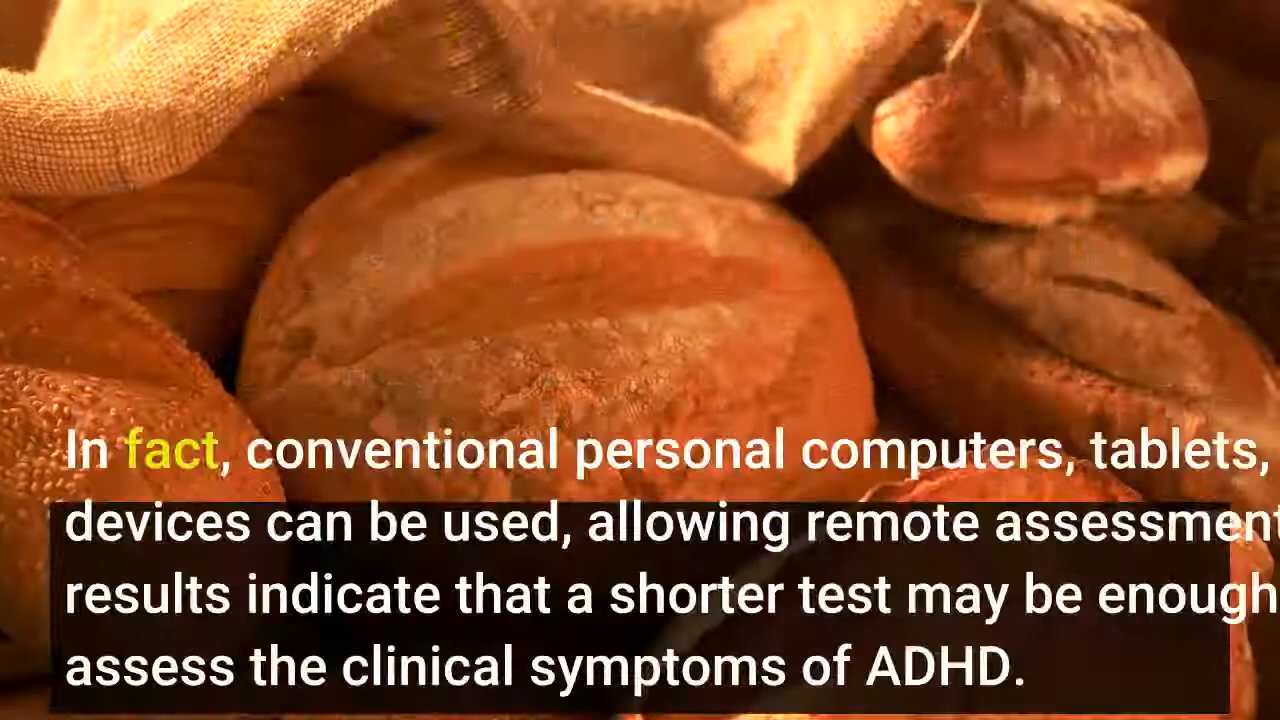 In fact, conventional personal computers, tablets,
devices can be used, allowing remote assessment
results indicate that a shorter test may be enough
assess the clinical symptoms of ADHD.